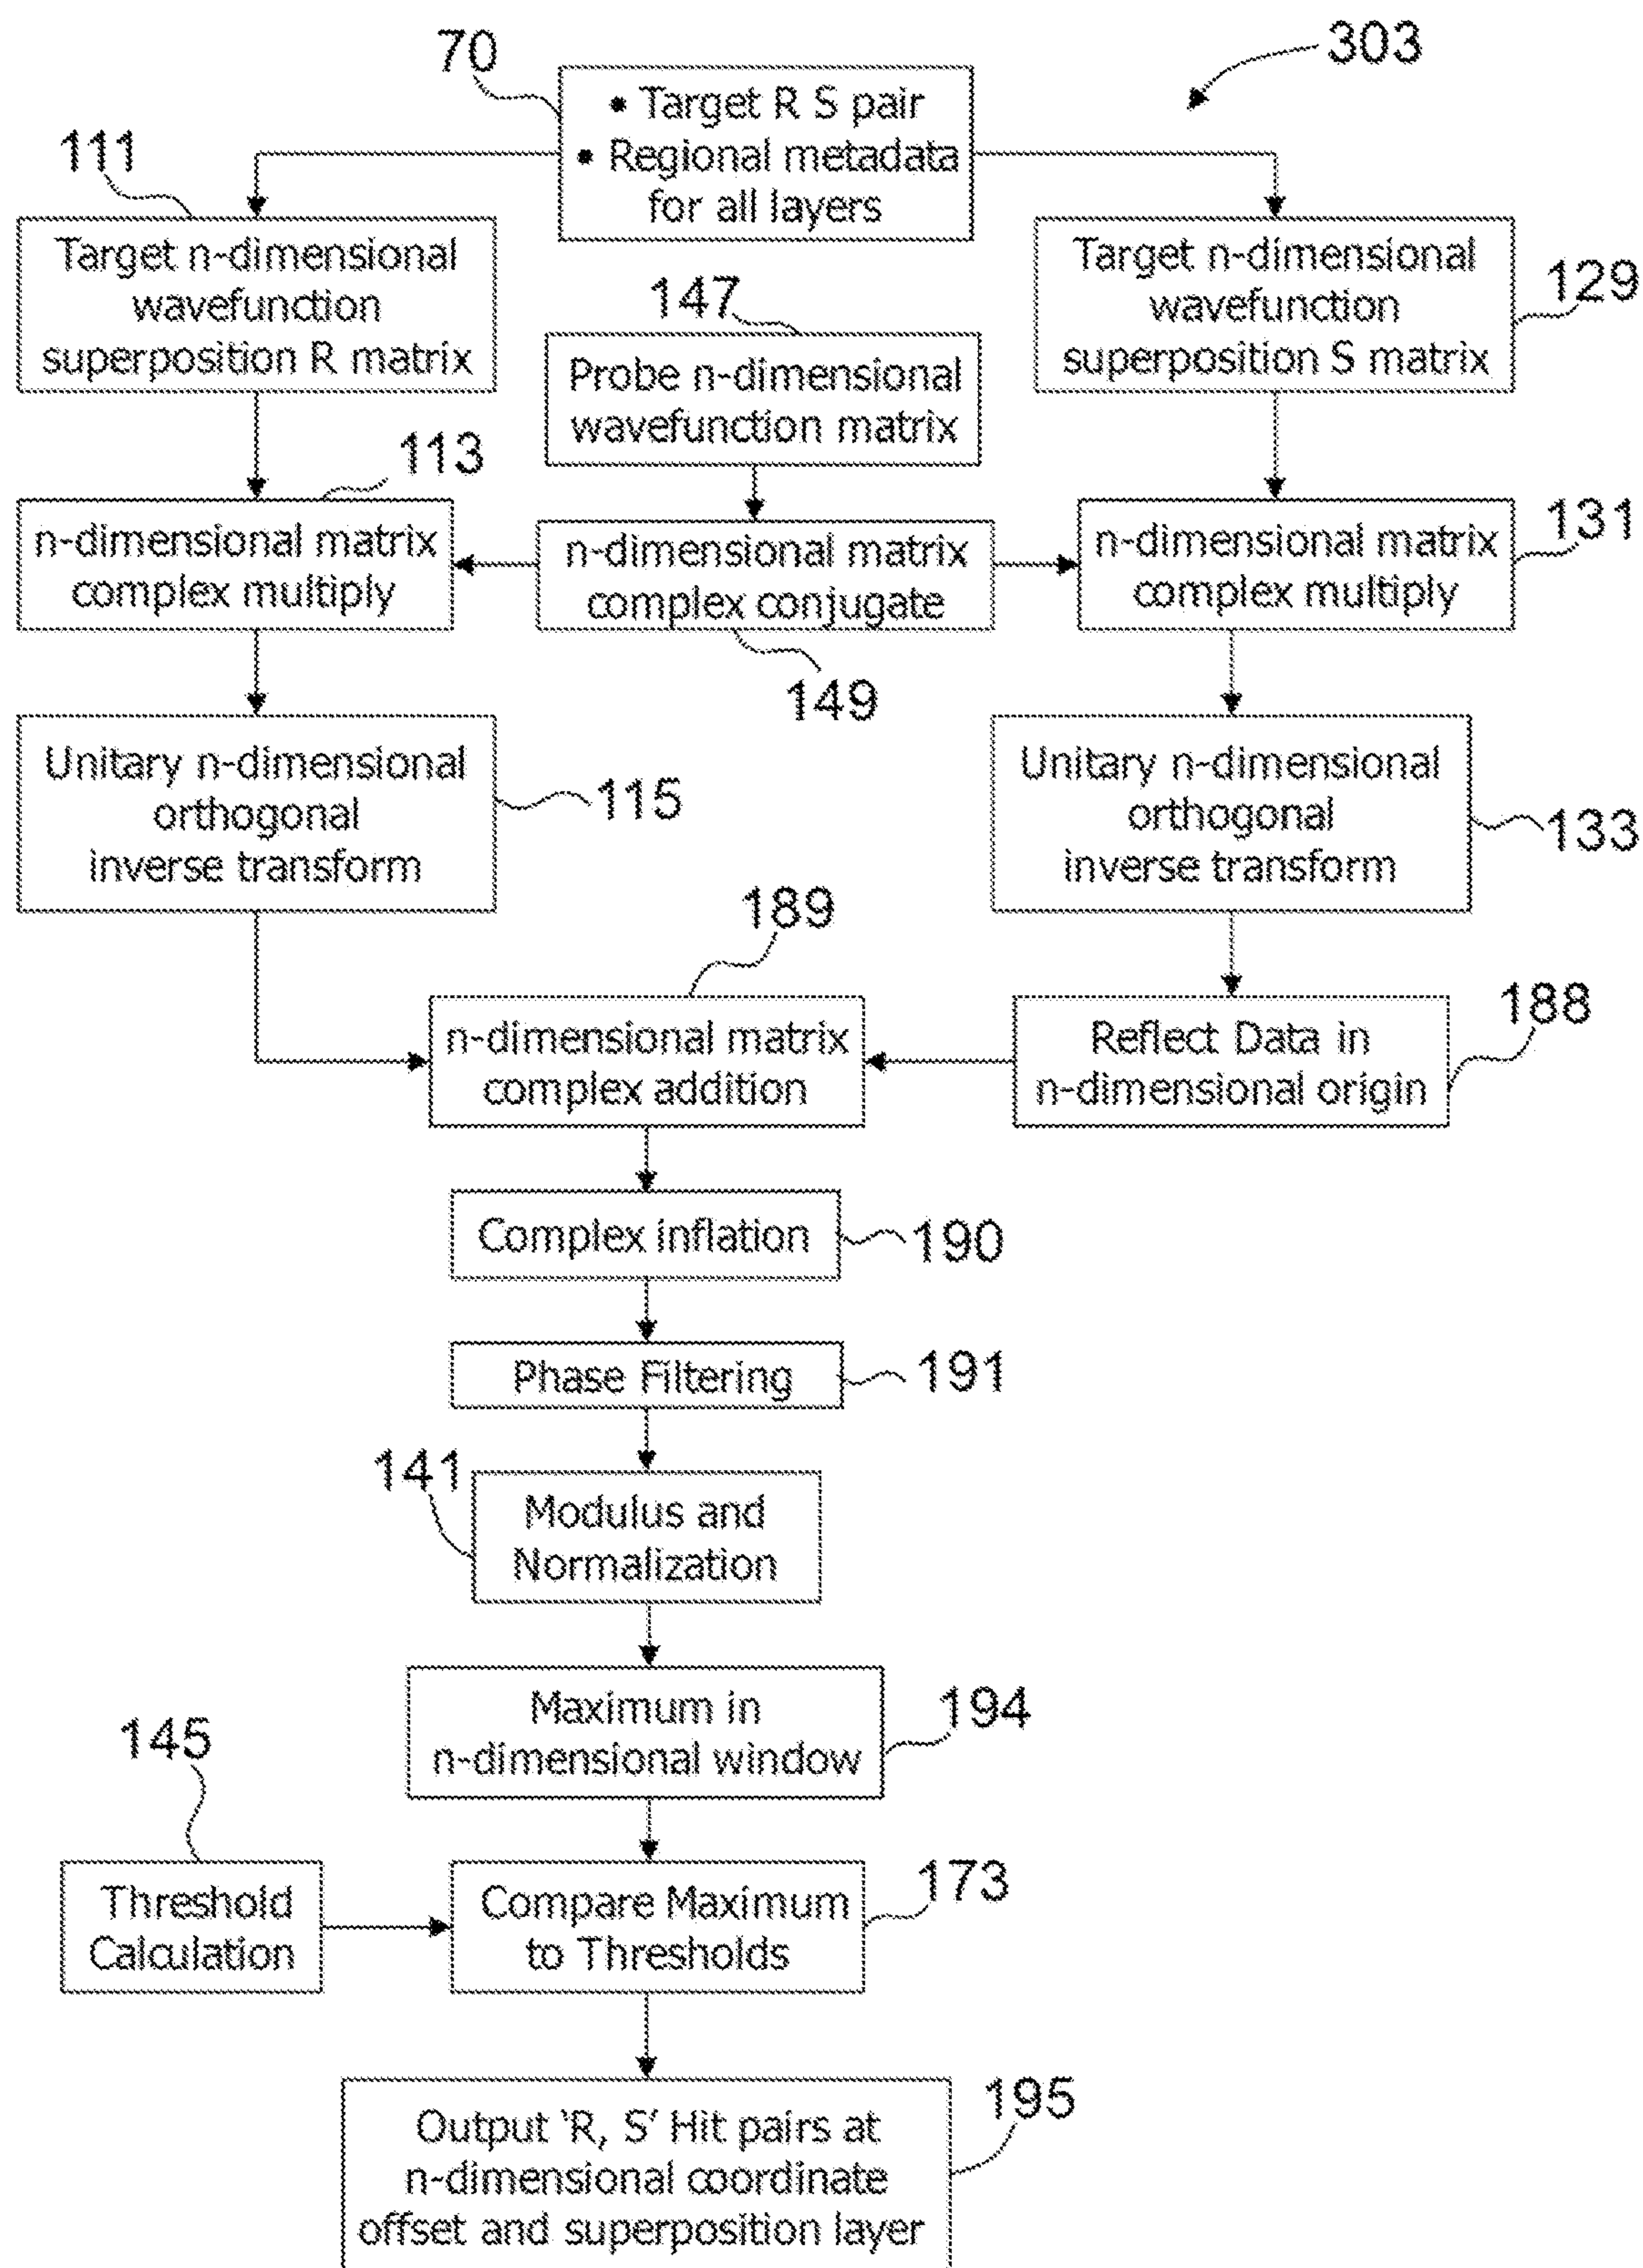 70
303
• Target R S pair
• Regional metadata
for all layers
111
Target n-dimensional
wavefunction
superposition R matrix
147
Probe n-dimensional
wavefunction matrix
Target n-dimensional
wavefunction
superposition S matrix
129
113
n-dimensional matrix
complex multiply
n-dimensional matrix
complex conjugate
149
n-dimensional matrix
complex multiply
131
Unitary n-dimensional
orthogonal
inverse transform
115
Unitary n-dimensional
orthogonal
inverse transform
133
189
n-dimensional matrix
complex addition
Reflect Data in
n-dimensional origin
188
Complex inflation
190
Phase Filtering
191
141
Modulus and
Normalization
Maximum in
n-dimensional window
194
145
Threshold
Calculation
Compare Maximum
to Thresholds
173
Output ‘R, S’ Hit pairs at
n-dimensional coordinate
offset and superposition layer
195